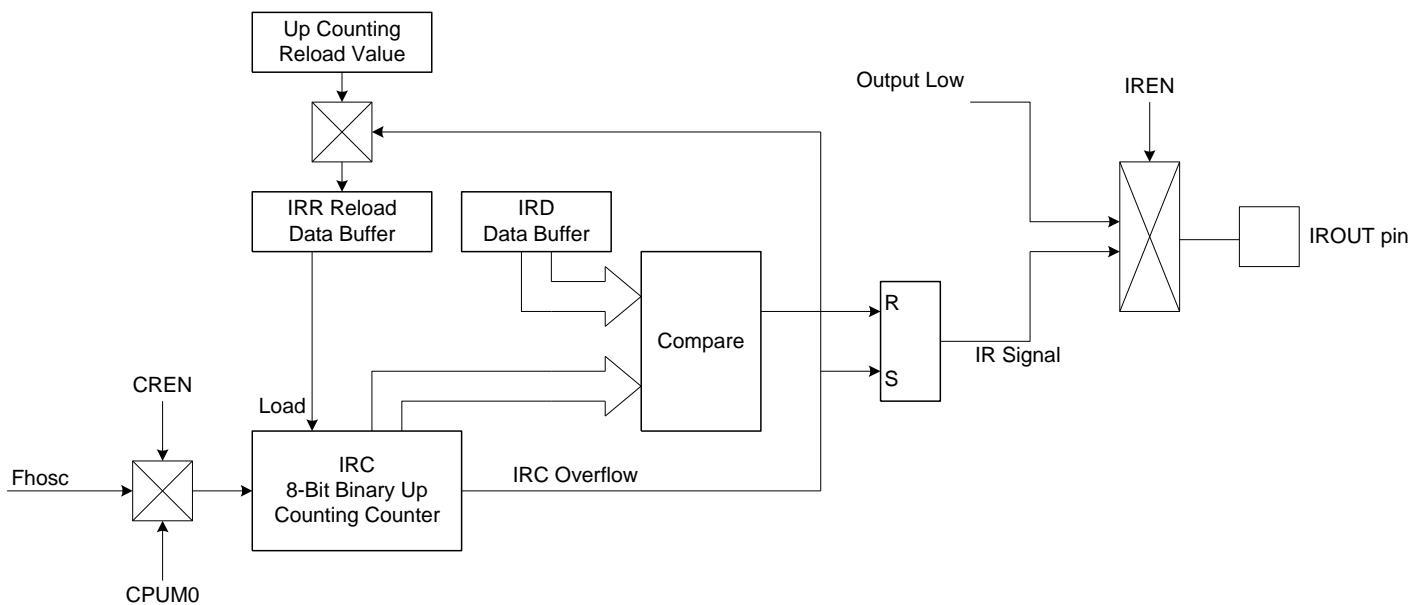 Up Counting
Reload Value
Output Low
IREN
IRR Reload
Data Buffer
IRD
Data Buffer
IROUT pin
R
Compare
IR Signal
S
CREN
Load
Fhosc
IRC
8-Bit Binary Up
Counting Counter
IRC Overflow
CPUM0